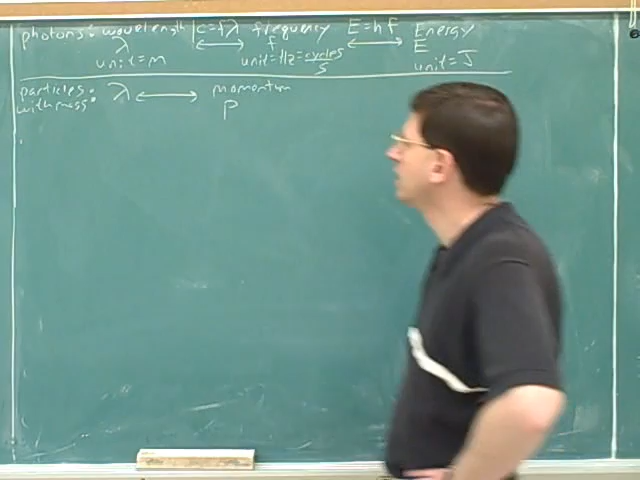 photons: wavelength c=fλ frequency E=hf Energy
λ ⟷ f ⟷ E
unit=m unit=Hz=cycles/s unit=J
particles λ ⟷ momentum
with mass: p